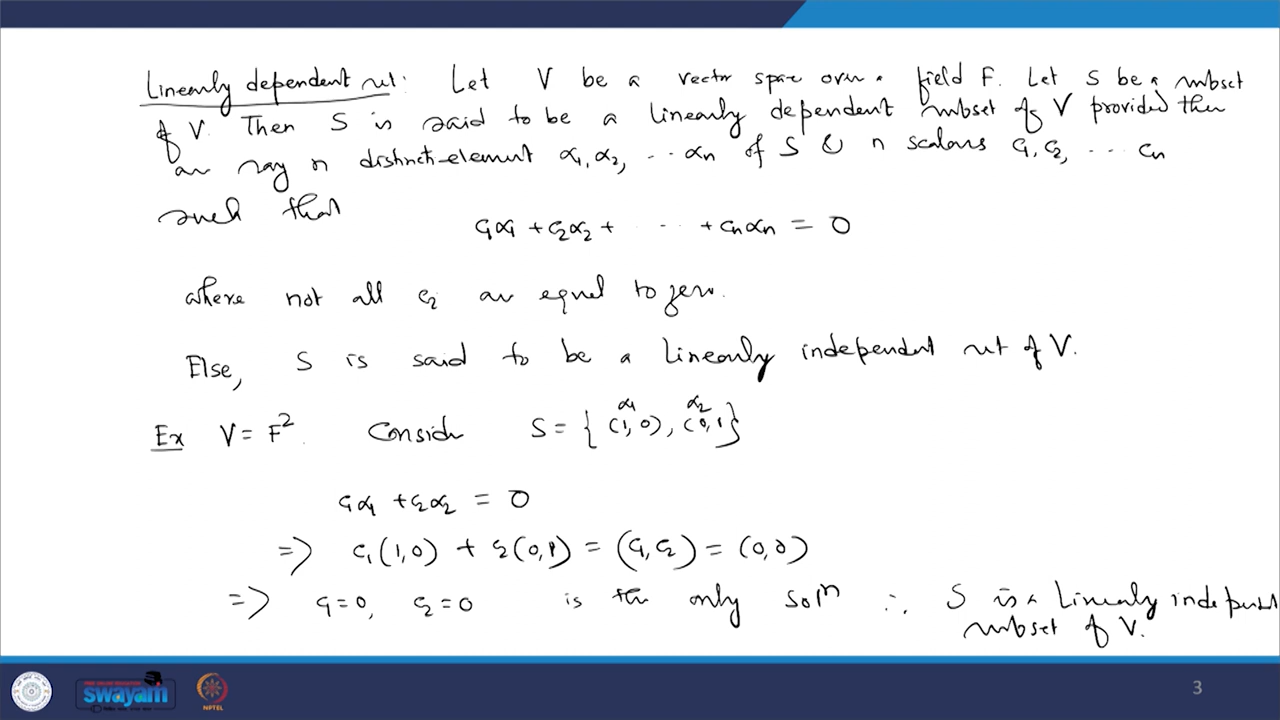 Linearly dependent set: Let V be a vector space over a field F. Let S be a subset
of V. Then S is said to be a linearly dependent subset of V provided there
are say n distinct element α₁, α₂, ... αₙ of S & n scalars c₁, c₂, ... cₙ
such that
c₁α₁ + c₂α₂ + ... + cₙαₙ = 0
where not all cᵢ are equal to zero.
Else, S is said to be a linearly independent set of V.
α₁ α₂
Ex V = F² Consider S = { (1, 0), (0, 1) }
c₁α₁ + c₂α₂ = 0
=> c₁(1, 0) + c₂(0, 1) = (c₁, c₂) = (0, 0)
=> c₁ = 0, c₂ = 0 is the only solⁿ ∴ S is a linearly independent
subset of V.
swayam
NPTEL
3